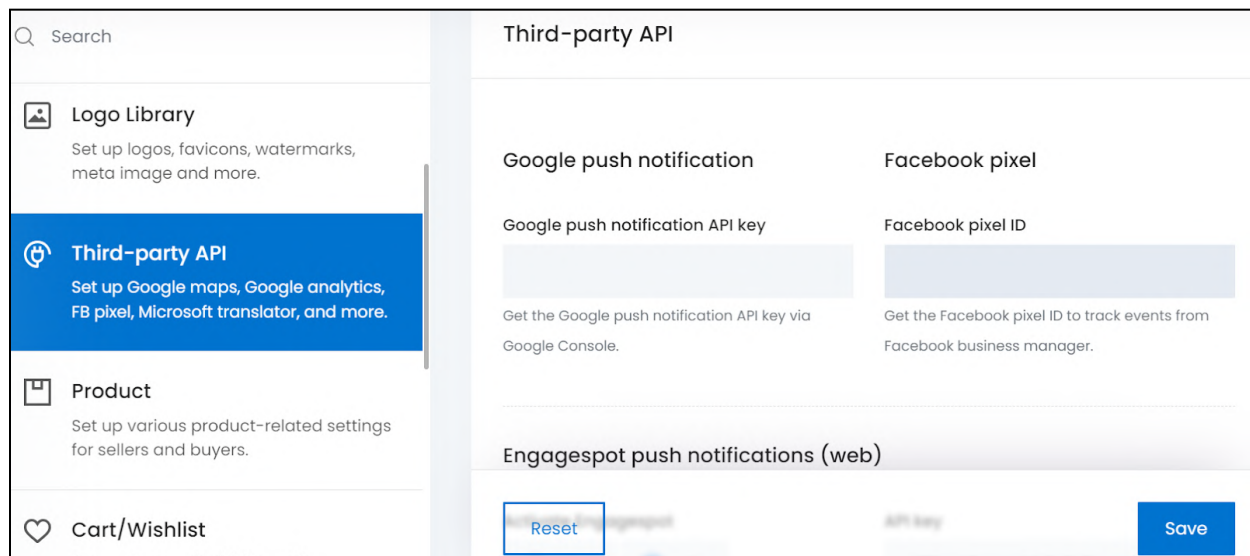 Search
Logo Library
Set up logos, favicons, watermarks,
meta image and more.
Third-party API
Set up Google maps, Google analytics,
FB pixel, Microsoft translator, and more.
Product
Set up various product-related settings
for sellers and buyers.
Cart/Wishlist
Third-party API
Google push notification
Google push notification API key
Get the Google push notification API key via
Google Console.
Facebook pixel
Facebook pixel ID
Get the Facebook pixel ID to track events from
Facebook business manager.
Engagespot push notifications (web)
Activate Engagespot
API key
Reset
Save